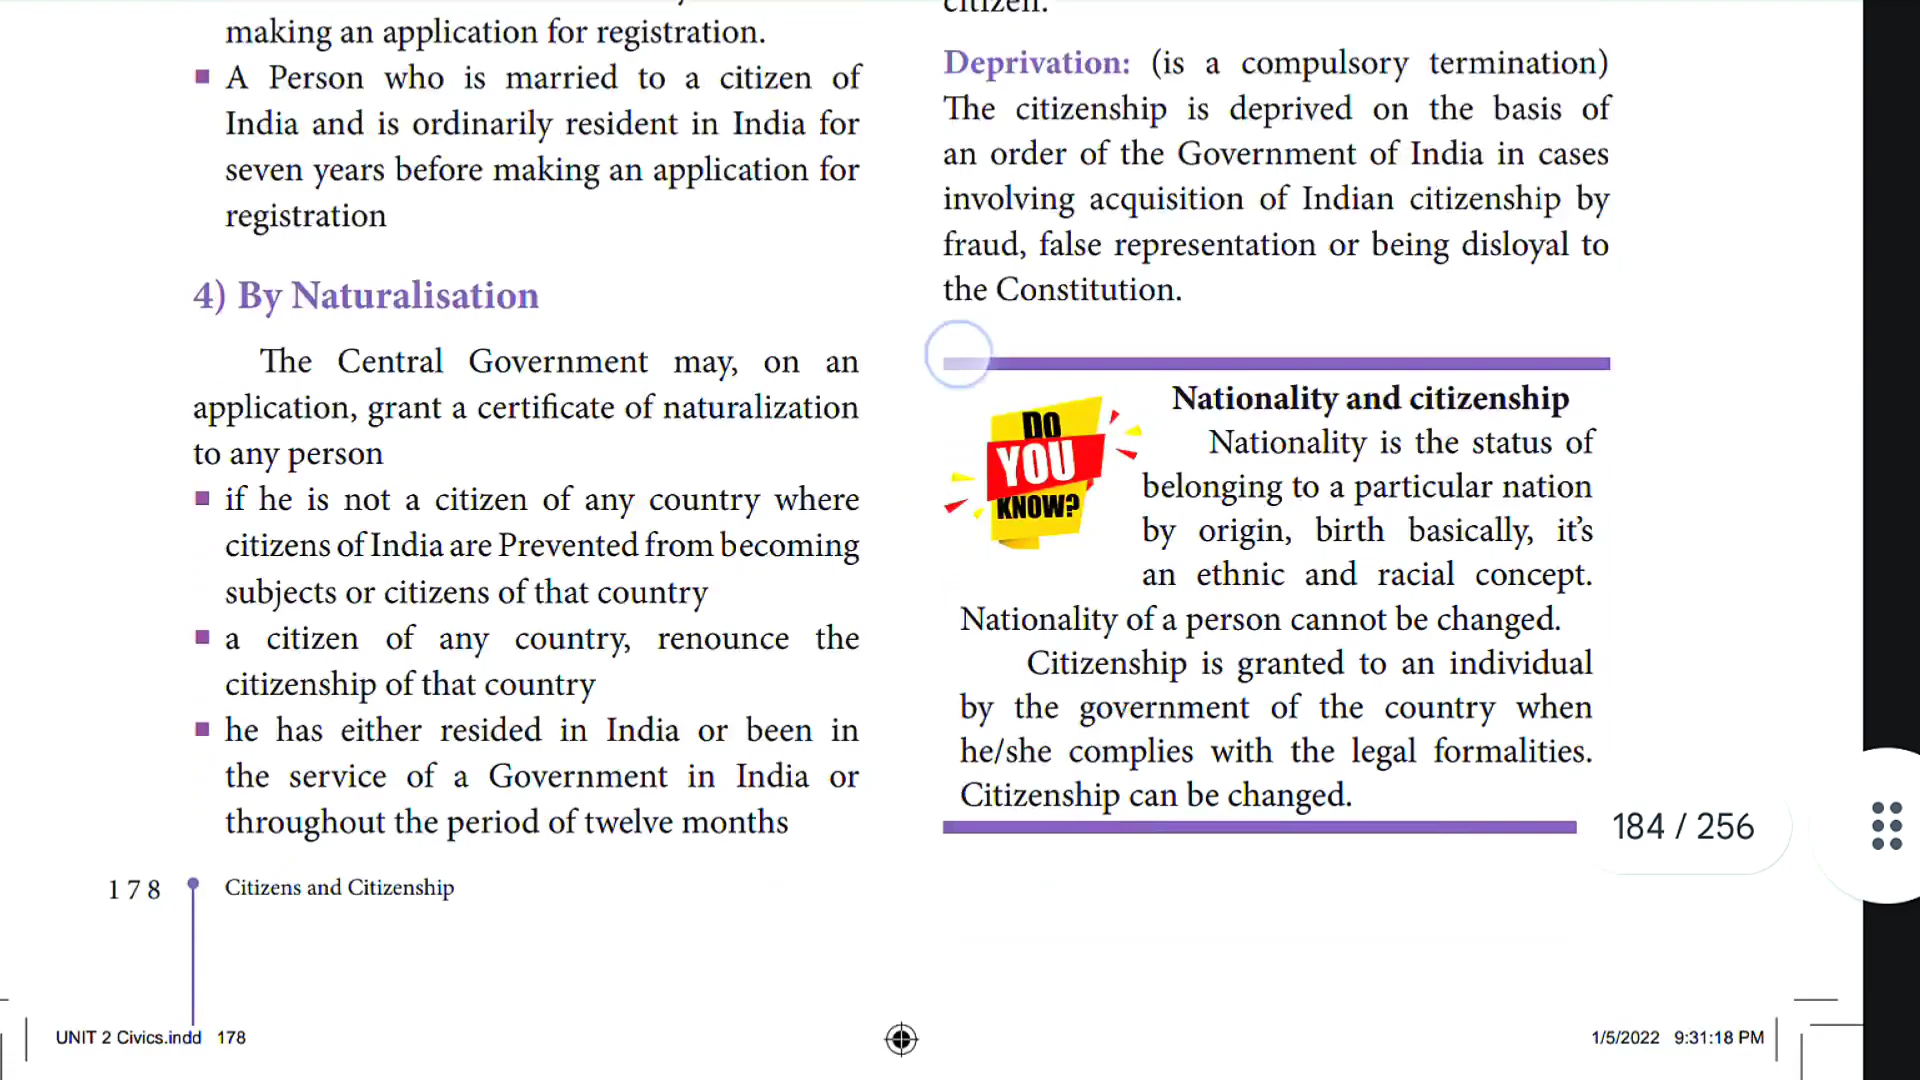 making an application for registration.
■ A Person who is married to a citizen of
India and is ordinarily resident in India for
seven years before making an application for
registration
4) By Naturalisation
The Central Government may, on an
application, grant a certificate of naturalization
to any person
■ if he is not a citizen of any country where
citizens of India are Prevented from becoming
subjects or citizens of that country
■ a citizen of any country, renounce the
citizenship of that country
■ he has either resided in India or been in
the service of a Government in India or
throughout the period of twelve months
citizen.
Deprivation: (is a compulsory termination)
The citizenship is deprived on the basis of
an order of the Government of India in cases
involving acquisition of Indian citizenship by
fraud, false representation or being disloyal to
the Constitution.
DO
YOU
KNOW?
Nationality and citizenship
Nationality is the status of
belonging to a particular nation
by origin, birth basically, it’s
an ethnic and racial concept.
Nationality of a person cannot be changed.
Citizenship is granted to an individual
by the government of the country when
he/she complies with the legal formalities.
Citizenship can be changed.
184 / 256
178
Citizens and Citizenship
UNIT 2 Civics.indd 178
1/5/2022 9:31:18 PM